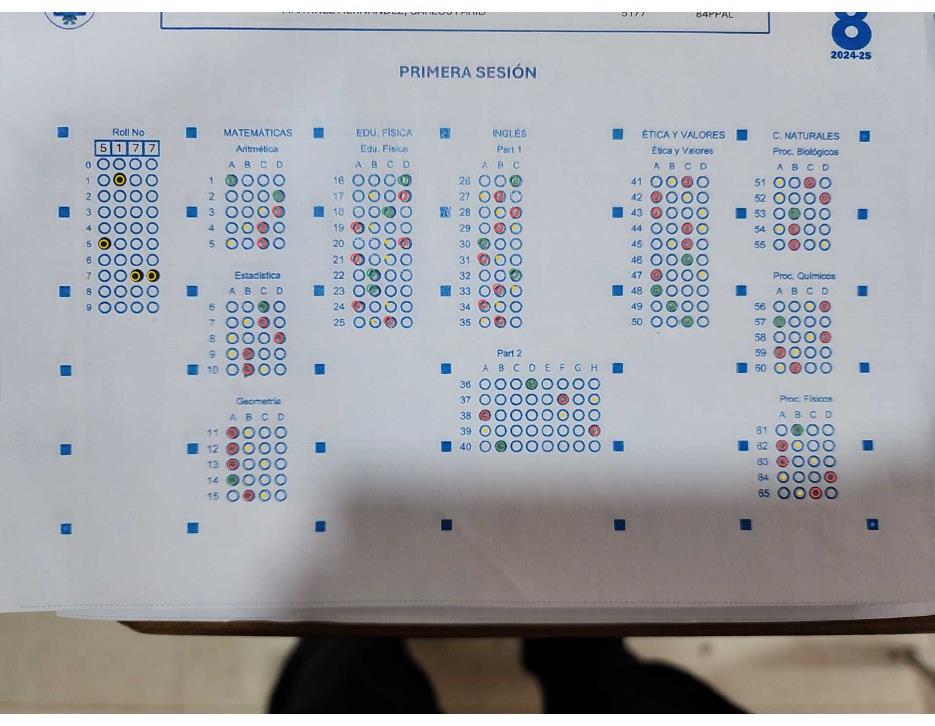 MARTINEZ HERNANDEZ, CARLOS FARID 5177 84PPAL
8
2024-2S
PRIMERA SESIÓN
Roll No
5 1 7 7
0
1
2
3
4
5
6
7
8
9
MATEMÁTICAS
Aritmética
A B C D
1
2
3
4
5
Estadística
A B C D
6
7
8
9
10
Geometría
A B C D
11
12
13
14
15
EDU. FÍSICA
Edu. Física
A B C D
16
17
18
19
20
21
22
23
24
25
INGLÉS
Part 1
A B C
26
27
28
29
30
31
32
33
34
35
Part 2
A B C D E F G H
36
37
38
39
40
ÉTICA Y VALORES
Ética y Valores
A B C D
41
42
43
44
45
46
47
48
49
50
C. NATURALES
Proc. Biológicos
A B C D
51
52
53
54
55
Proc. Químicos
A B C D
56
57
58
59
60
Proc. Físicos
A B C D
61
62
63
64
65